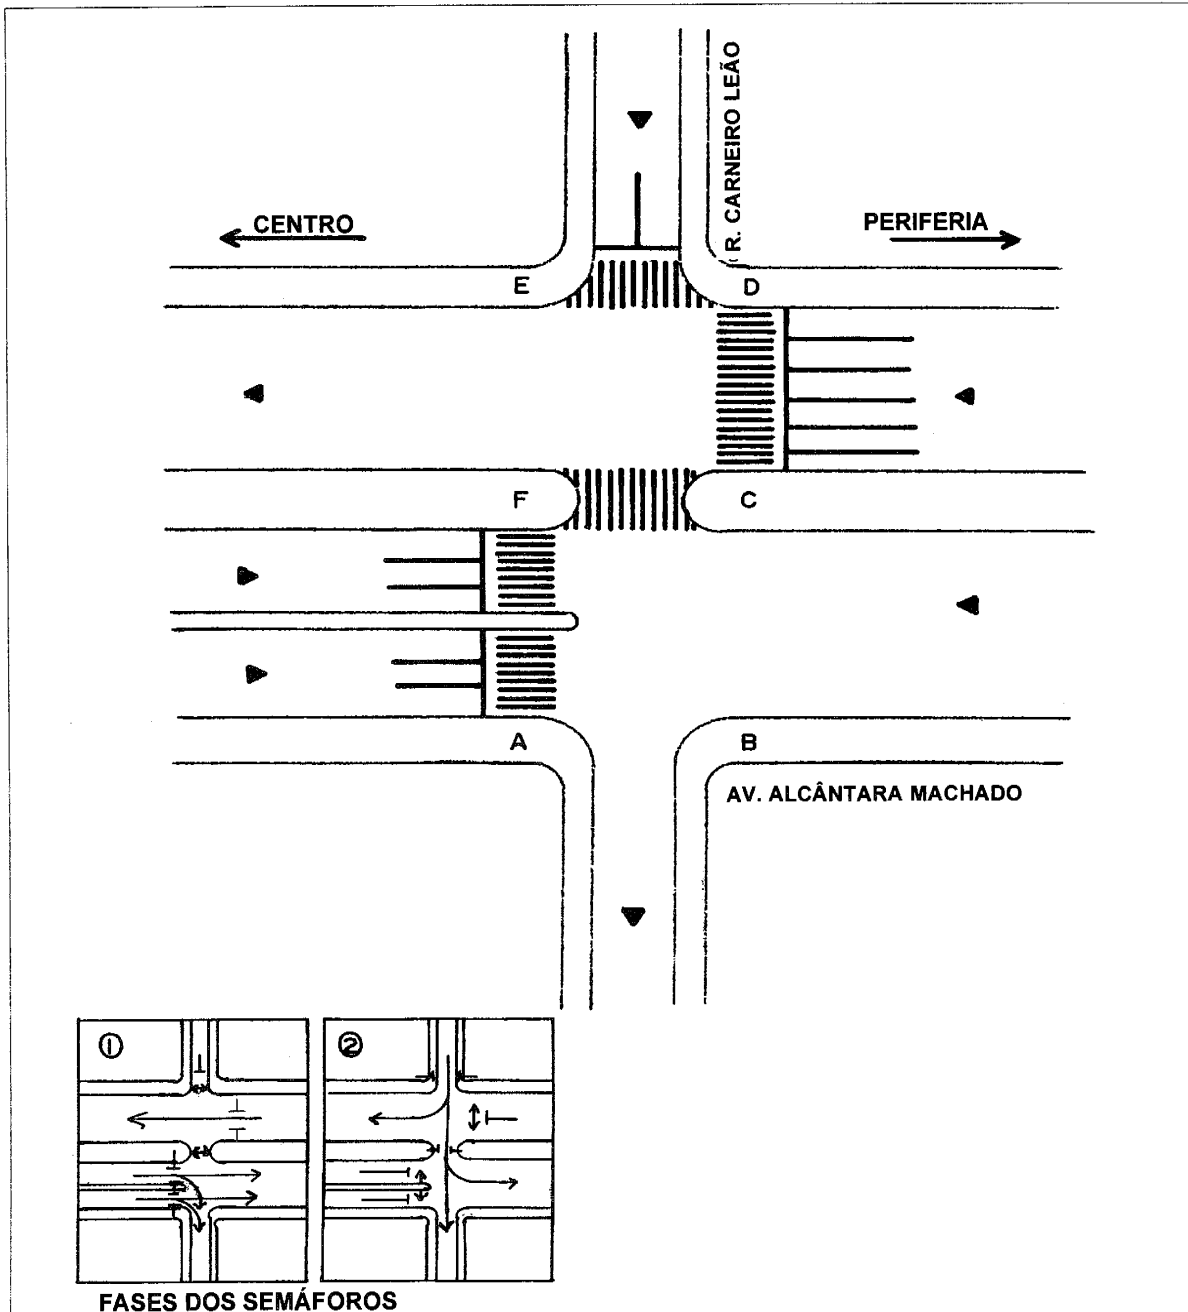 R. CARNEIRO LEÃO
CENTRO
PERIFERIA
E
D
F
C
A
B
AV. ALCÂNTARA MACHADO
①
②
FASES DOS SEMÁFOROS